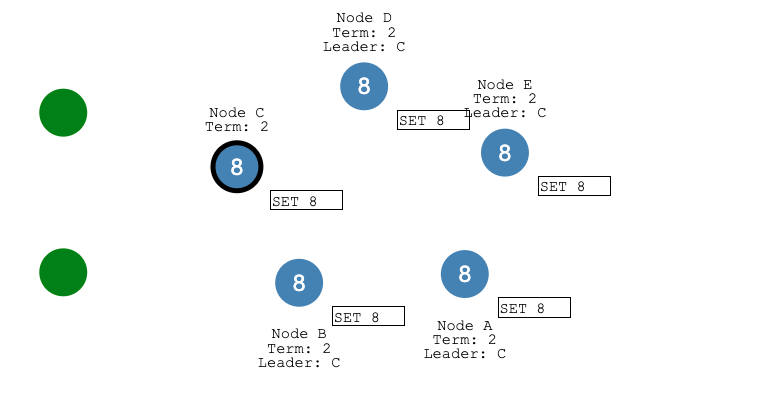 Node D
Term: 2
Leader: C
8
SET 8
Node E
Term: 2
Leader: C
8
SET 8
Node C
Term: 2
8
SET 8
8
SET 8
Node B
Term: 2
Leader: C
8
SET 8
Node A
Term: 2
Leader: C